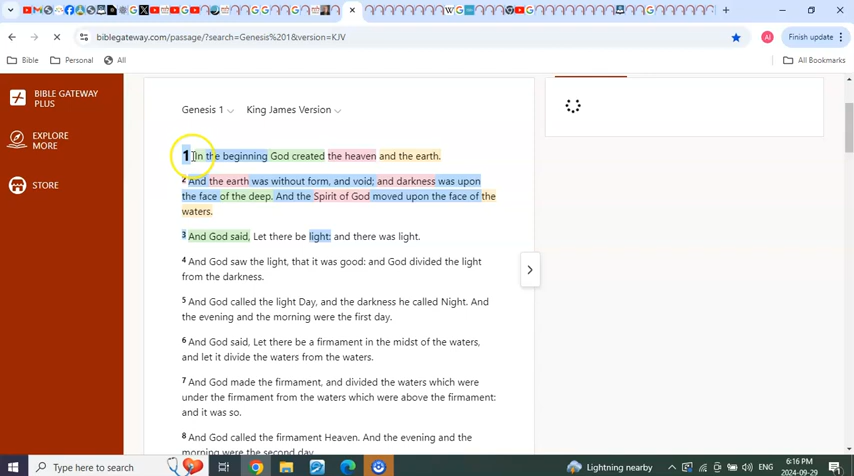 biblegateway.com/passage/?search=Genesis%201&version=KJV
AI
Finish update
Bible
Personal
All
All Bookmarks
BIBLE GATEWAY
PLUS
EXPLORE
MORE
STORE
Genesis 1
King James Version
1 In the beginning God created the heaven and the earth.
2 And the earth was without form, and void; and darkness was upon
the face of the deep. And the Spirit of God moved upon the face of the
waters.
3 And God said, Let there be light: and there was light.
4 And God saw the light, that it was good: and God divided the light
from the darkness.
5 And God called the light Day, and the darkness he called Night. And
the evening and the morning were the first day.
6 And God said, Let there be a firmament in the midst of the waters,
and let it divide the waters from the waters.
7 And God made the firmament, and divided the waters which were
under the firmament from the waters which were above the firmament:
and it was so.
8 And God called the firmament Heaven. And the evening and the
morning were the second day.
Type here to search
Lightning nearby
6:16 PM
2024-09-29